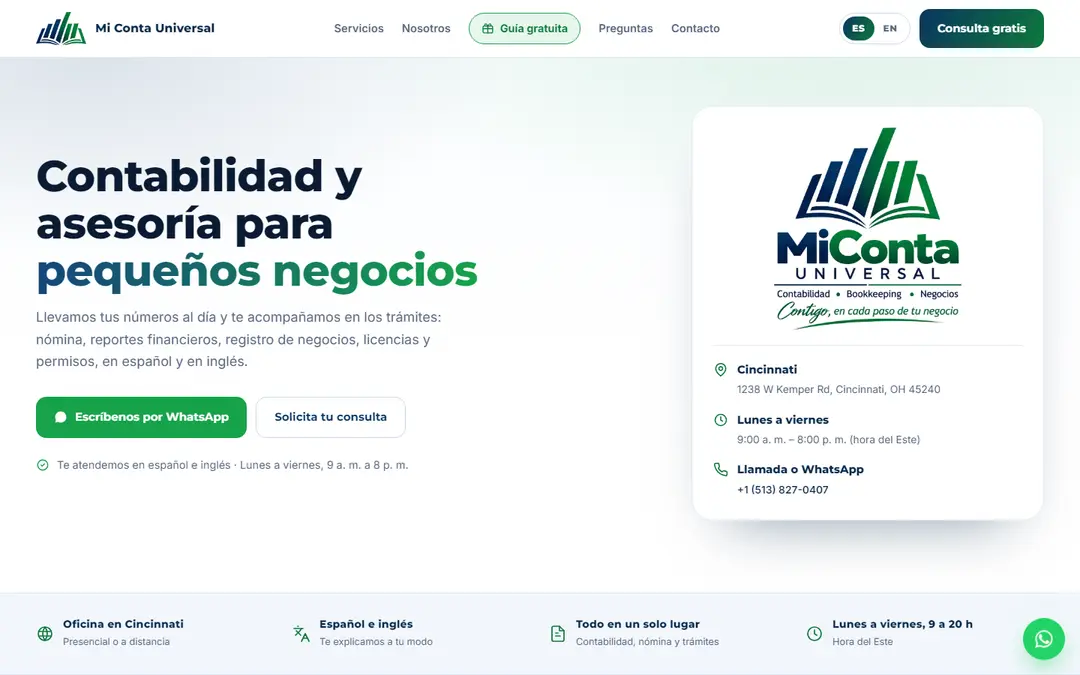 Mi Conta Universal
Servicios
Nosotros
Guía gratuita
Preguntas
Contacto
ES
EN
Consulta gratis
Contabilidad y
asesoría para
pequeños negocios
Llevamos tus números al día y te acompañamos en los trámites:
nómina, reportes financieros, registro de negocios, licencias y
permisos, en español y en inglés.
Escríbenos por WhatsApp
Solicita tu consulta
Te atendemos en español e inglés · Lunes a viernes, 9 a. m. a 8 p. m.
MiConta
UNIVERSAL
Contabilidad • Bookkeeping • Negocios
Contigo, en cada paso de tu negocio
Cincinnati
1238 W Kemper Rd, Cincinnati, OH 45240
Lunes a viernes
9:00 a. m. – 8:00 p. m. (hora del Este)
Llamada o WhatsApp
+1 (513) 827-0407
Oficina en Cincinnati
Presencial o a distancia
Español e inglés
Te explicamos a tu modo
Todo en un solo lugar
Contabilidad, nómina y trámites
Lunes a viernes, 9 a 20 h
Hora del Este